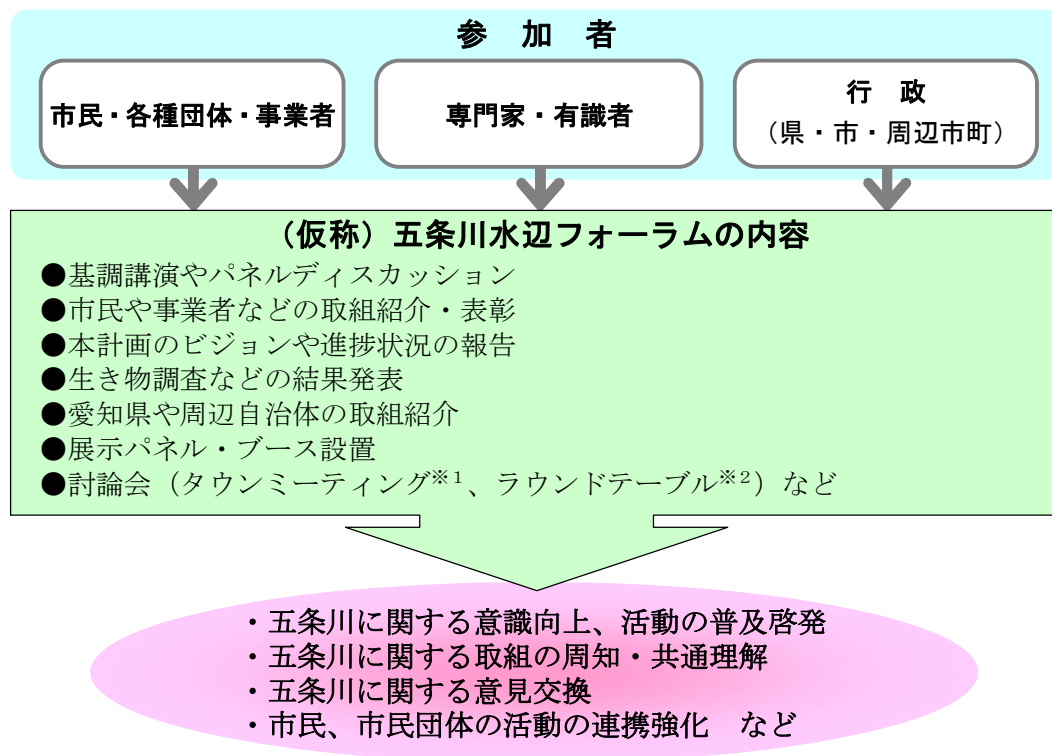 参　加　者
市民・各種団体・事業者
専門家・有識者
行　政
（県・市・周辺市町）
（仮称）五条川水辺フォーラムの内容
●基調講演やパネルディスカッション
●市民や事業者などの取組紹介・表彰
●本計画のビジョンや進捗状況の報告
●生き物調査などの結果発表
●愛知県や周辺自治体の取組紹介
●展示パネル・ブース設置
●討論会（タウンミーティング※1、ラウンドテーブル※2）など
・五条川に関する意識向上、活動の普及啓発
・五条川に関する取組の周知・共通理解
・五条川に関する意見交換
・市民、市民団体の活動の連携強化　など